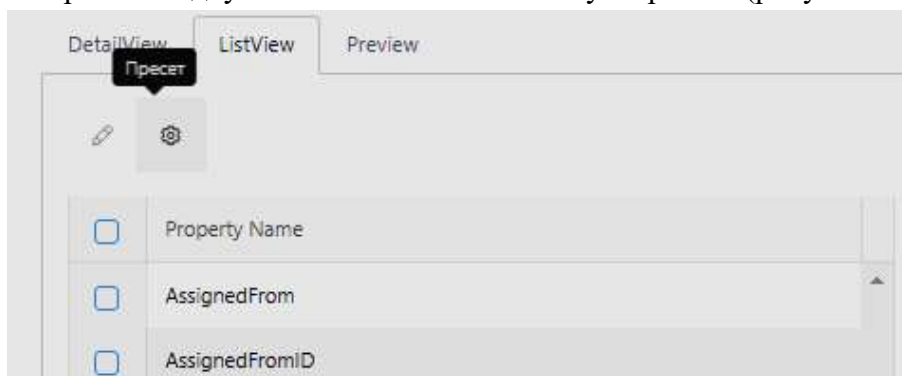 DetailView ListView Preview
Пресет
Property Name
AssignedFrom
AssignedFromID